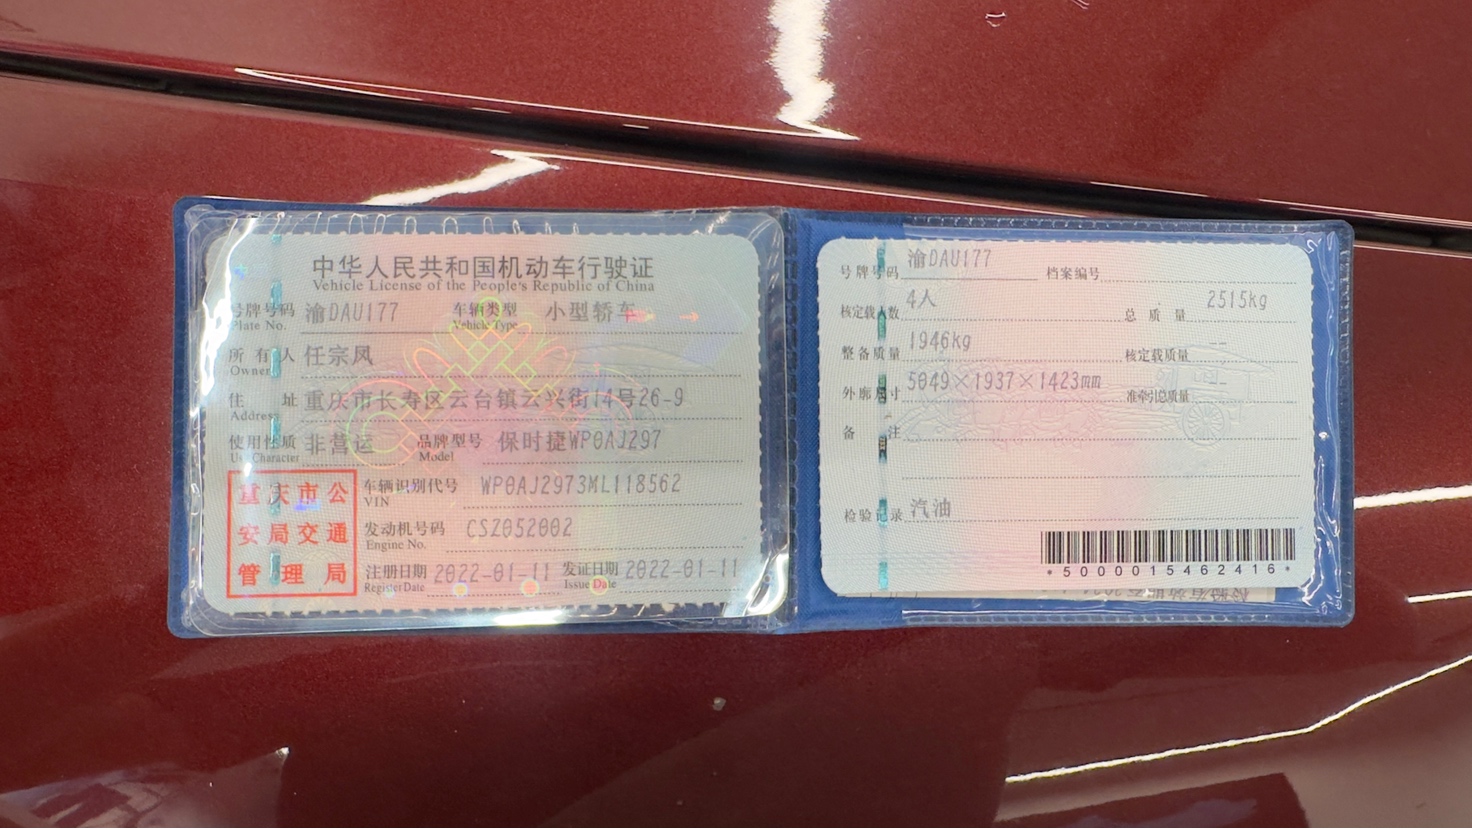 中华人民共和国机动车行驶证
Vehicle License of the People's Republic of China
号牌号码 渝DAU177 车辆类型 小型轿车
Plate No. Vehicle Type
所有人 任宗凤
Owner
住址 重庆市长寿区云台镇云兴街14号26-9
Address
使用性质 非营运 品牌型号 保时捷WP0AJ297
Use Character Model
重庆市公
安局交通
管理局
车辆识别代号 WP0AJ2973ML118562
VIN
发动机号码 CSZ052002
Engine No.
注册日期 2022-01-11 发证日期 2022-01-11
Register Date Issue Date
号牌号码 渝DAU177 档案编号
核定载人数 4人 总质量 2515kg
整备质量 1946kg 核定载质量 --
外廓尺寸 5049×1937×1423mm 准牵引总质量 --
备注
检验记录 汽油
*5000015462416*